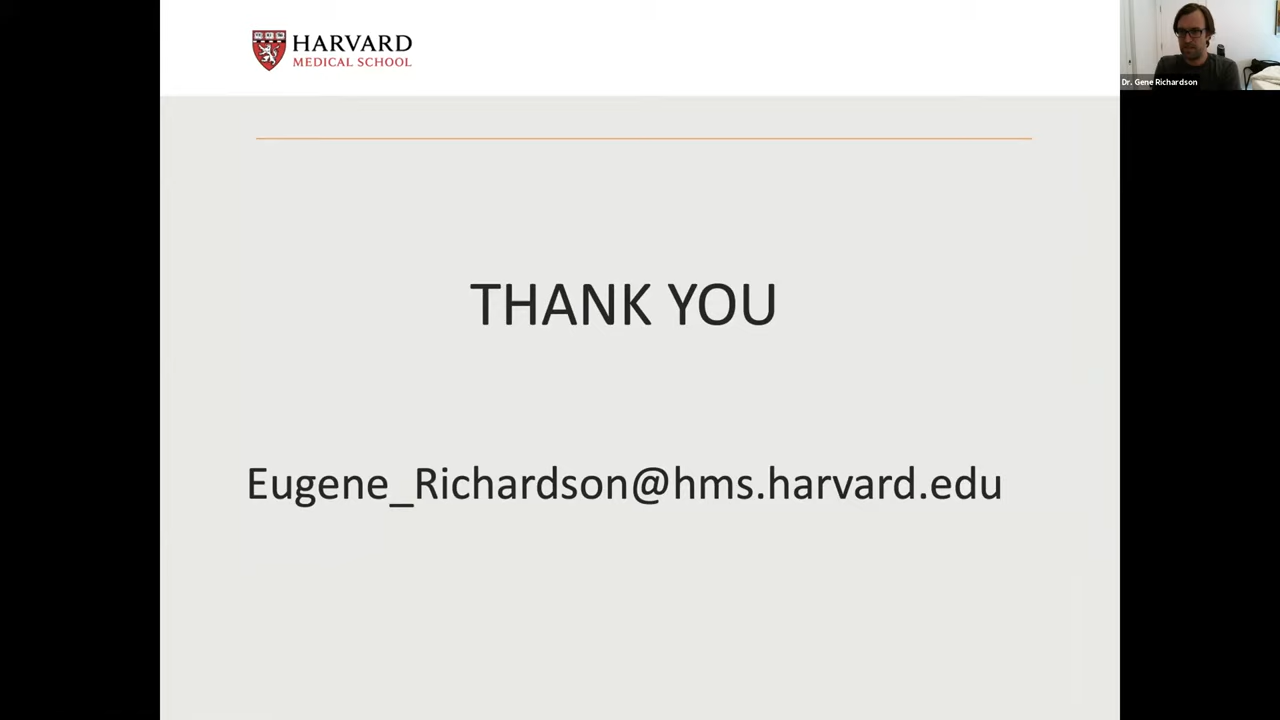 HARVARD
MEDICAL SCHOOL
Dr. Gene Richardson
THANK YOU
Eugene_Richardson@hms.harvard.edu